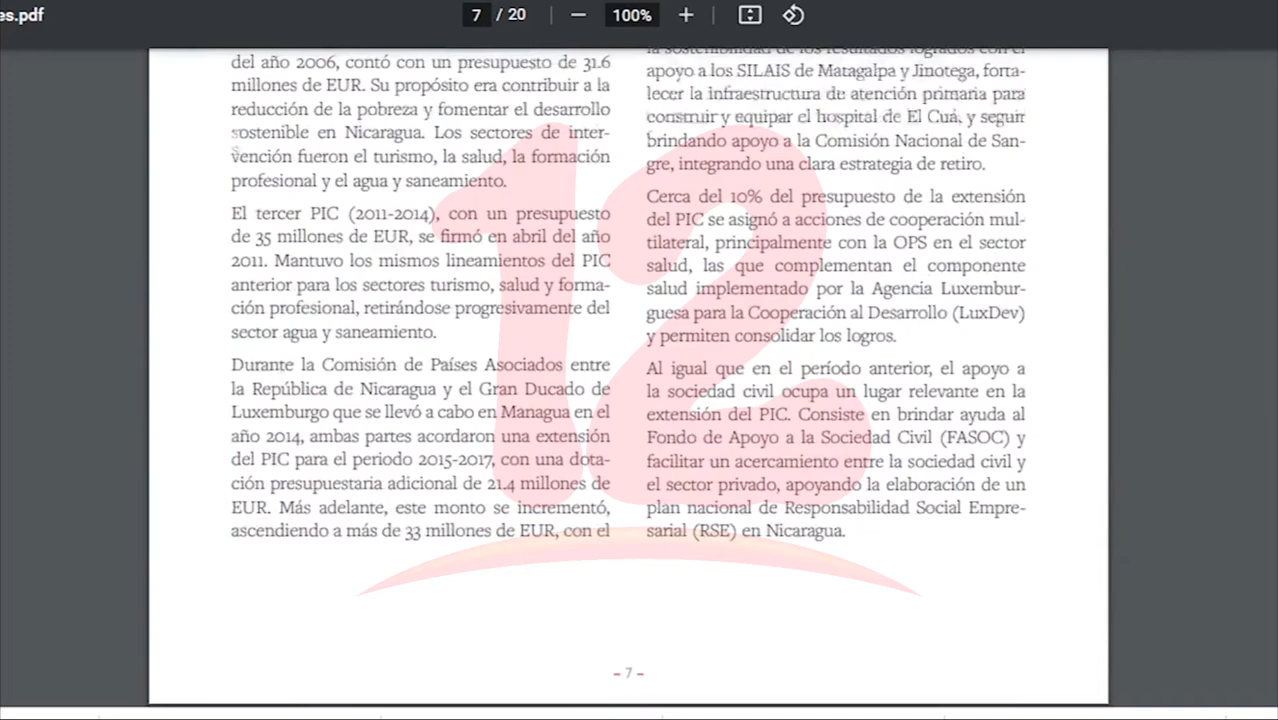 es.pdf
7 / 20
100%
del año 2006, contó con un presupuesto de 31.6
millones de EUR. Su propósito era contribuir a la
reducción de la pobreza y fomentar el desarrollo
sostenible en Nicaragua. Los sectores de inter-
vención fueron el turismo, la salud, la formación
profesional y el agua y saneamiento.
El tercer PIC (2011-2014), con un presupuesto
de 35 millones de EUR, se firmó en abril del año
2011. Mantuvo los mismos lineamientos del PIC
anterior para los sectores turismo, salud y forma-
ción profesional, retirándose progresivamente del
sector agua y saneamiento.
Durante la Comisión de Países Asociados entre
la República de Nicaragua y el Gran Ducado de
Luxemburgo que se llevó a cabo en Managua en el
año 2014, ambas partes acordaron una extensión
del PIC para el periodo 2015-2017, con una dota-
ción presupuestaria adicional de 21.4 millones de
EUR. Más adelante, este monto se incrementó,
ascendiendo a más de 33 millones de EUR, con el
la sostenibilidad de los resultados logrados con el
apoyo a los SILAIS de Matagalpa y Jinotega, forta-
lecer la infraestructura de atención primaria para
construir y equipar el hospital de El Cuá, y seguir
brindando apoyo a la Comisión Nacional de San-
gre, integrando una clara estrategia de retiro.
Cerca del 10% del presupuesto de la extensión
del PIC se asignó a acciones de cooperación mul-
tilateral, principalmente con la OPS en el sector
salud, las que complementan el componente
salud implementado por la Agencia Luxembur-
guesa para la Cooperación al Desarrollo (LuxDev)
y permiten consolidar los logros.
Al igual que en el período anterior, el apoyo a
la sociedad civil ocupa un lugar relevante en la
extensión del PIC. Consiste en brindar ayuda al
Fondo de Apoyo a la Sociedad Civil (FASOC) y
facilitar un acercamiento entre la sociedad civil y
el sector privado, apoyando la elaboración de un
plan nacional de Responsabilidad Social Empre-
sarial (RSE) en Nicaragua.
12
– 7 –